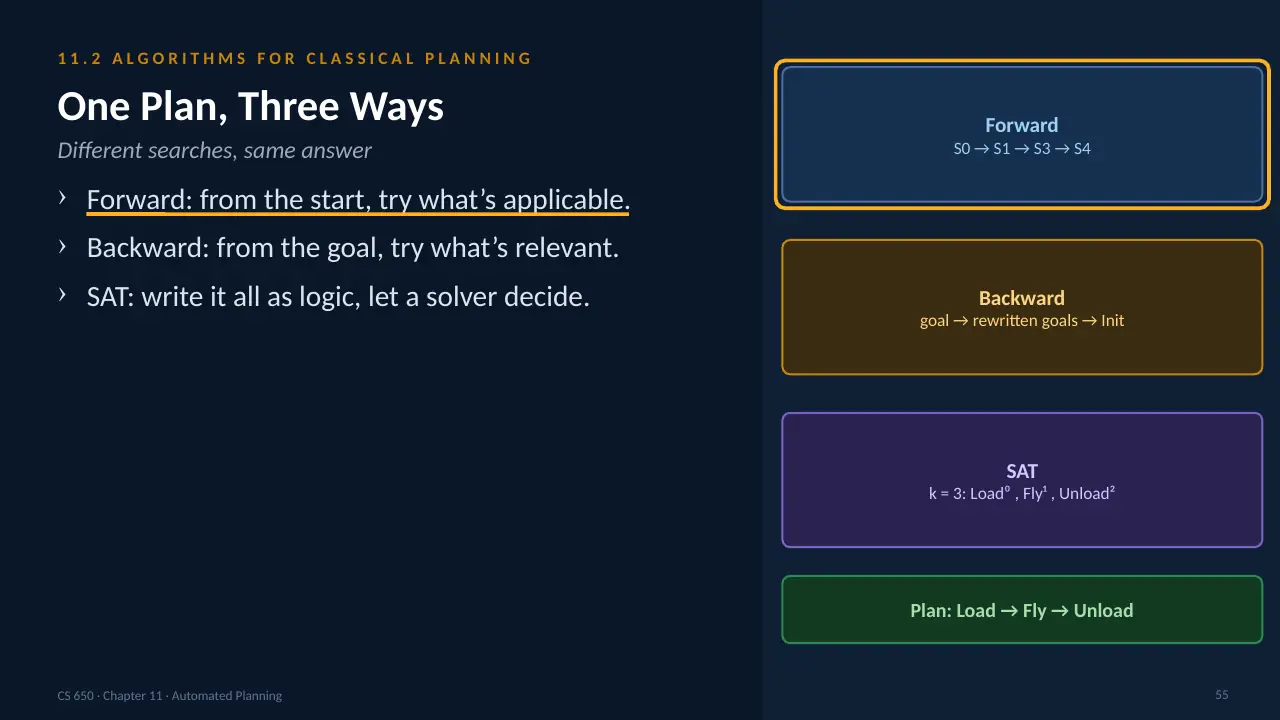 11.2 ALGORITHMS FOR CLASSICAL PLANNING
One Plan, Three Ways
Different searches, same answer
› Forward: from the start, try what’s applicable.
› Backward: from the goal, try what’s relevant.
› SAT: write it all as logic, let a solver decide.
Forward
S0 → S1 → S3 → S4
Backward
goal → rewritten goals → Init
SAT
k = 3: Load⁰ , Fly¹ , Unload²
Plan: Load → Fly → Unload
CS 650 · Chapter 11 · Automated Planning
55